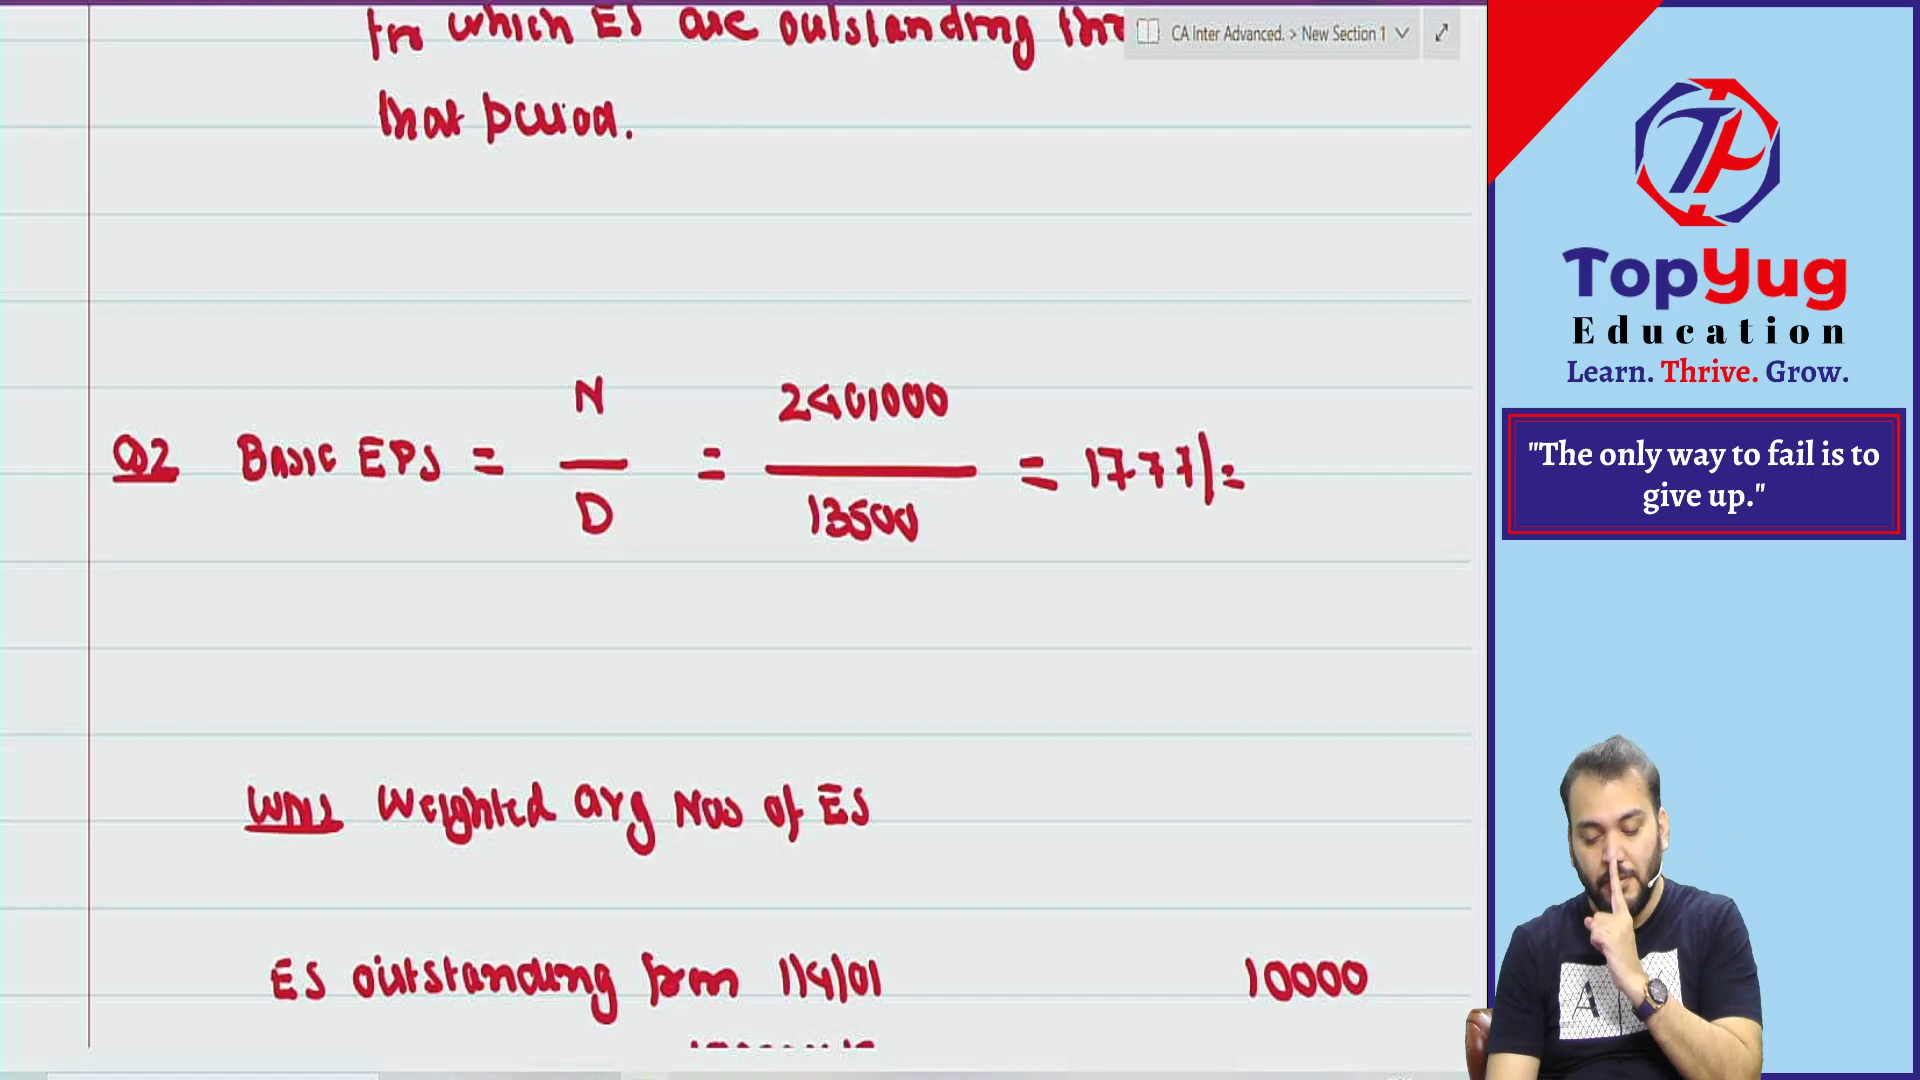 for which ES are outstanding
that period.
CA Inter Advanced. > New Section 1
N
2401000
Q2 Basic EPS = = = 177.7/=
D
13500
WN1 Weighted avg Nos of ES
ES outstanding from 1/4/01 10000
TopYug
Education
Learn. Thrive. Grow.
"The only way to fail is to
give up."